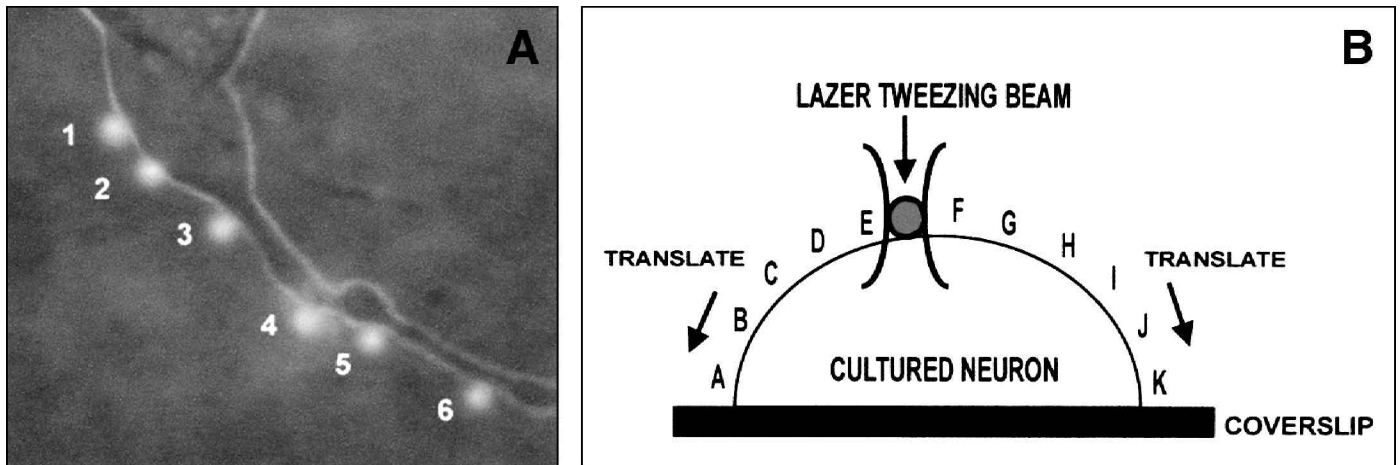 A
1
2
3
4
5
6
B
LAZER TWEEZING BEAM
E
F
D
G
TRANSLATE
C
H
I
TRANSLATE
B
J
A
CULTURED NEURON
K
COVERSLIP